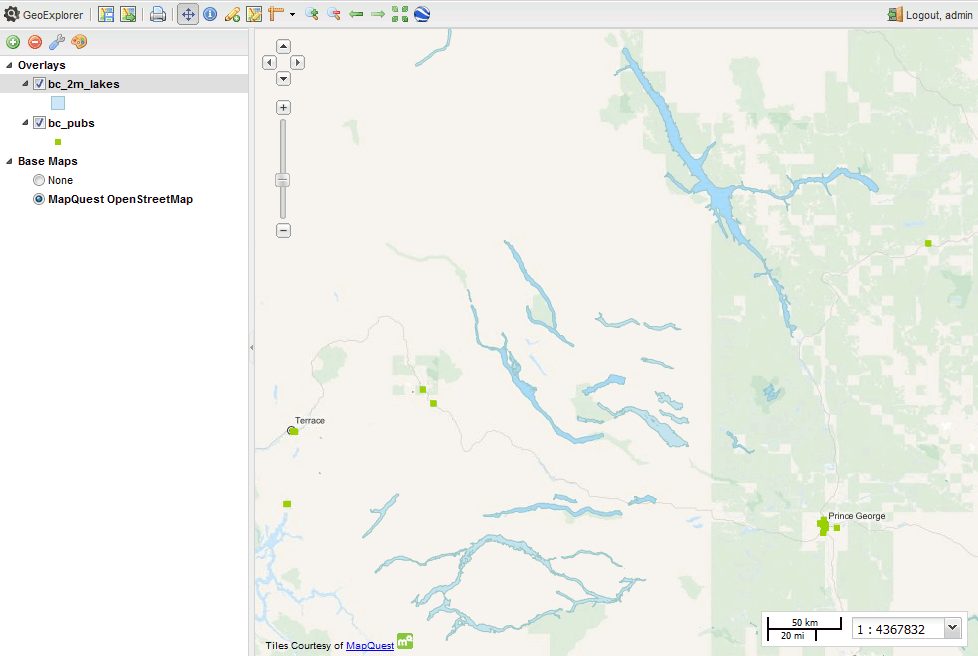 GeoExplorer
Logout, admin
Overlays
bc_2m_lakes
bc_pubs
Base Maps
None
MapQuest OpenStreetMap
Terrace
Prince George
50 km
20 mi
1 : 4367832
Tiles Courtesy of MapQuest